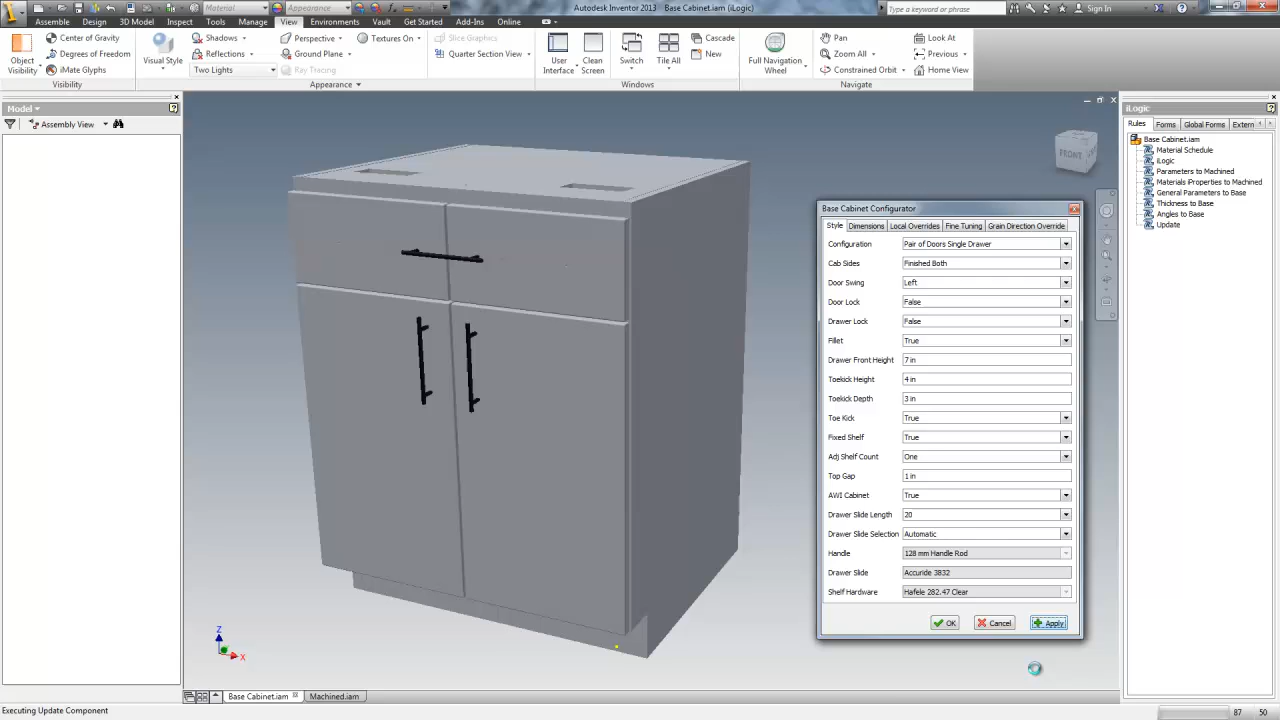 Material Appearance Autodesk Inventor 2013 Base Cabinet.iam (iLogic) Type a keyword or phrase Sign In
Assemble Design 3D Model Inspect Tools Manage View Environments Vault Get Started Add-Ins Online
Object Visibility
Center of Gravity
Degrees of Freedom
iMate Glyphs
Visibility
Visual Style
Shadows
Reflections
Two Lights
Perspective
Ground Plane
Ray Tracing
Textures On
Appearance
Slice Graphics
Quarter Section View
User Interface
Clean Screen
Switch
Tile All
Cascade
New
Windows
Full Navigation Wheel
Pan
Zoom All
Constrained Orbit
Look At
Previous
Home View
Navigate
Model
Assembly View
FRONT
iLogic
Rules Forms Global Forms Extern
Base Cabinet.iam
Material Schedule
iLogic
Parameters to Machined
Materials Properties to Machined
General Parameters to Base
Thickness to Base
Angles to Base
Update
Base Cabinet Configurator
Style Dimensions Local Overrides Fine Tuning Grain Direction Override
Configuration Pair of Doors Single Drawer
Cab Sides Finished Both
Door Swing Left
Door Lock False
Drawer Lock False
Fillet True
Drawer Front Height 7 in
Toekick Height 4 in
Toekick Depth 3 in
Toe Kick True
Fixed Shelf True
Adj Shelf Count One
Top Gap 1 in
AWI Cabinet True
Drawer Slide Length 20
Drawer Slide Selection Automatic
Handle 128 mm Handle Rod
Drawer Slide Accuride 3832
Shelf Hardware Hafele 282.47 Clear
OK Cancel Apply
Z
X
Base Cabinet.iam Machined.iam
Executing Update Component 87 50